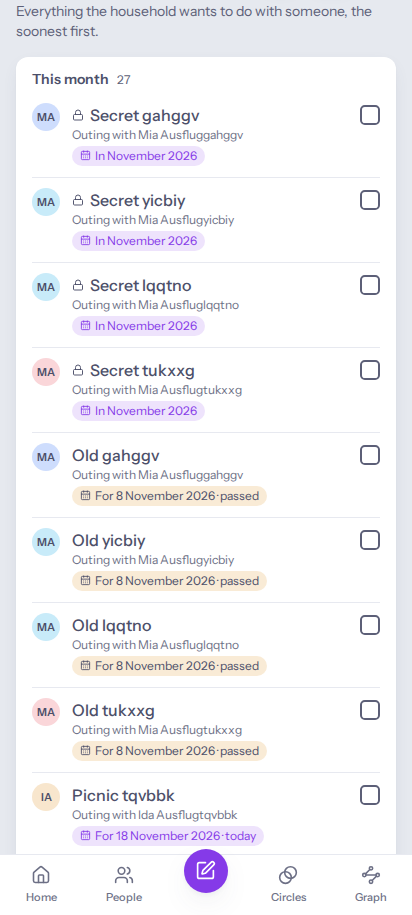 Everything the household wants to do with someone, the
soonest first.
This month 27
MA
Secret gahggv
Outing with Mia Ausfluggahggv
In November 2026
MA
Secret yicbiy
Outing with Mia Ausflugyicbiy
In November 2026
MA
Secret lqqtno
Outing with Mia Ausfluglqqtno
In November 2026
MA
Secret tukxxg
Outing with Mia Ausflugtukxxg
In November 2026
MA
Old gahggv
Outing with Mia Ausfluggahggv
For 8 November 2026·passed
MA
Old yicbiy
Outing with Mia Ausflugyicbiy
For 8 November 2026·passed
MA
Old lqqtno
Outing with Mia Ausfluglqqtno
For 8 November 2026·passed
MA
Old tukxxg
Outing with Mia Ausflugtukxxg
For 8 November 2026·passed
IA
Picnic tqvbbk
Outing with Ida Ausflugtqvbbk
For 18 November 2026·today
Home
People
Circles
Graph